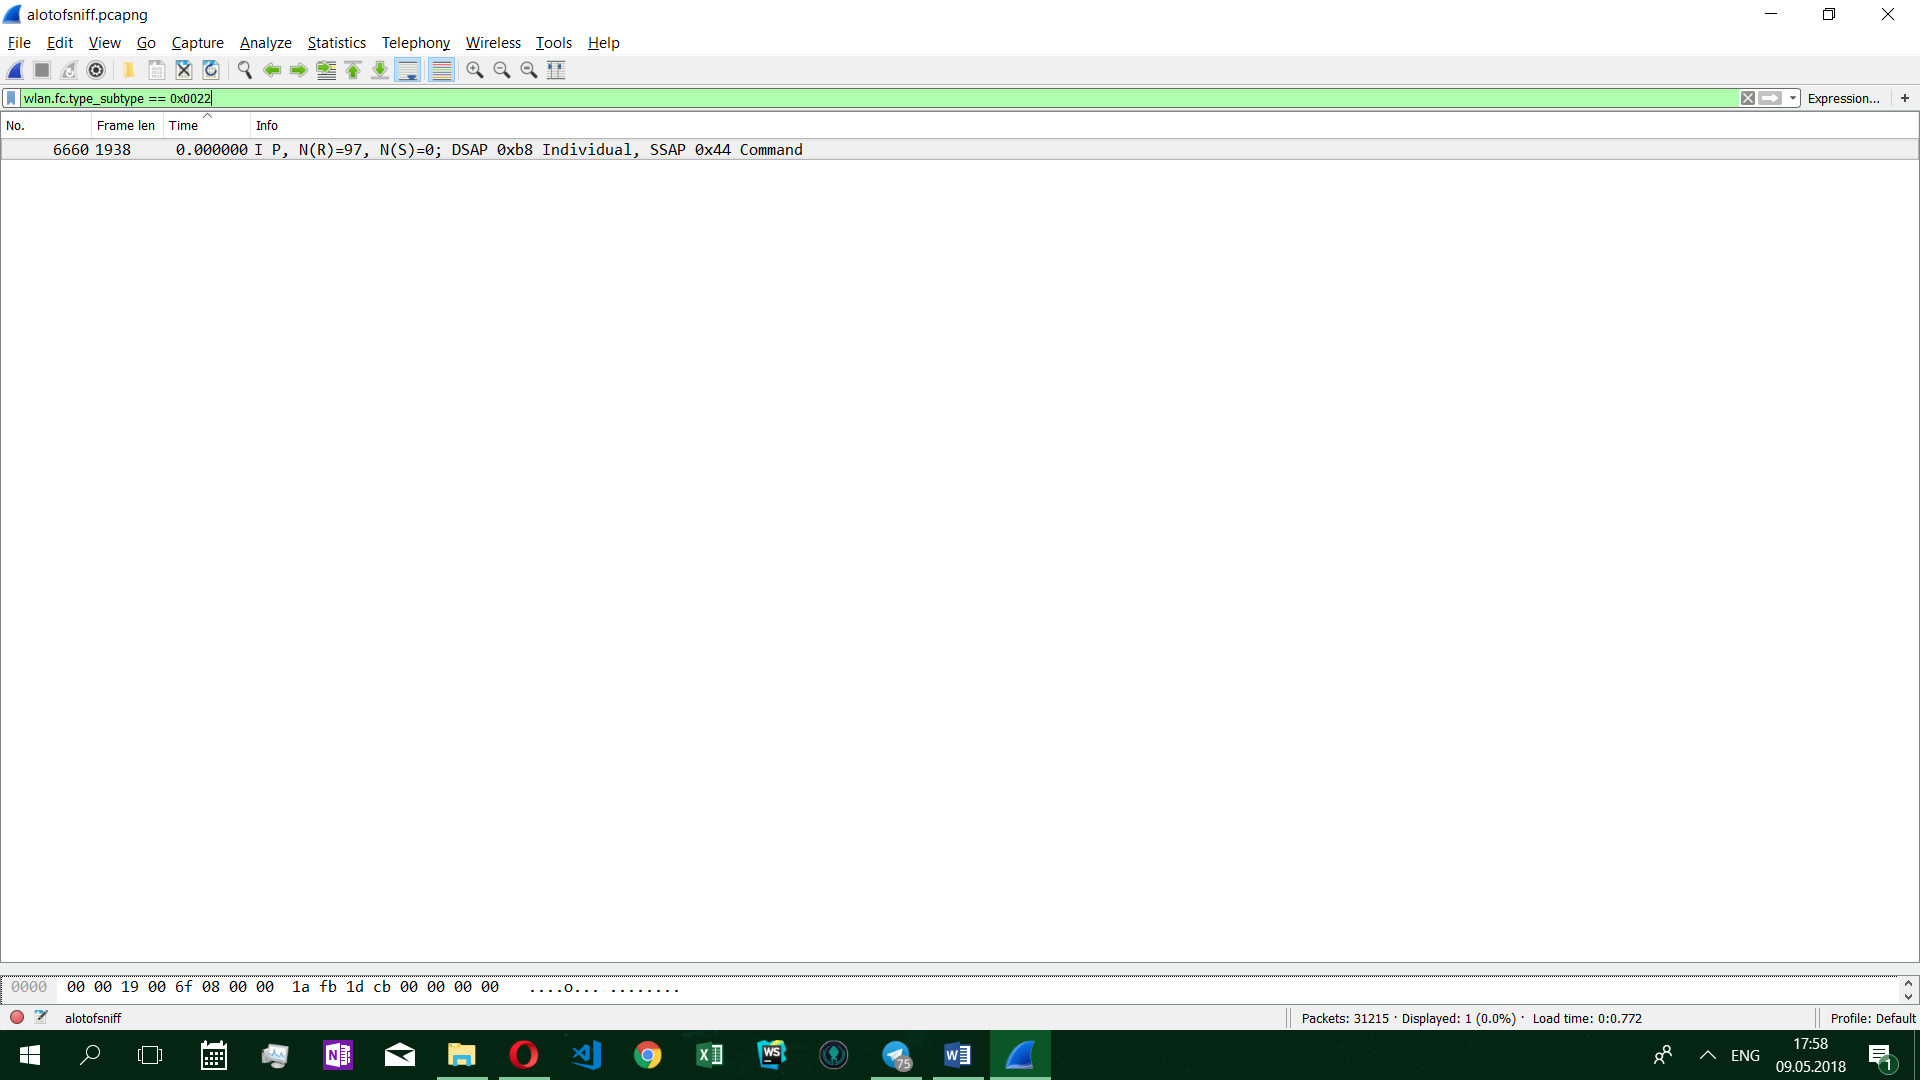 alotofsniff.pcapng
File Edit View Go Capture Analyze Statistics Telephony Wireless Tools Help
wlan.fc.type_subtype == 0x0022 Expression... +
No. Frame len Time Info
6660 1938 0.000000 I P, N(R)=97, N(S)=0; DSAP 0xb8 Individual, SSAP 0x44 Command
0000 00 00 19 00 6f 08 00 00 1a fb 1d cb 00 00 00 00 ....o... ........
alotofsniff Packets: 31215 · Displayed: 1 (0.0%) · Load time: 0:0.772 Profile: Default
N WS 75 ENG 17:58
09.05.2018 1